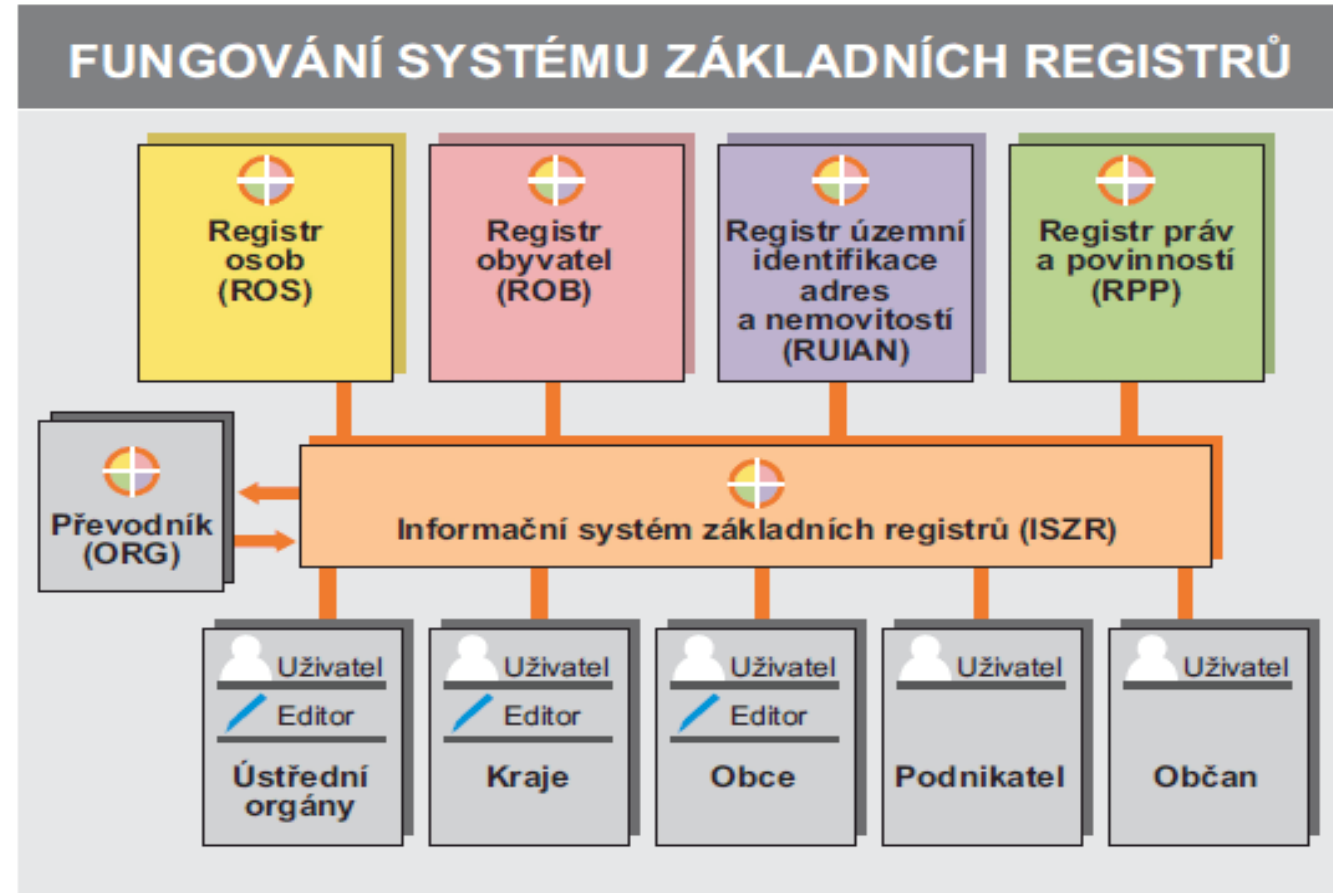 FUNGOVÁNÍ SYSTÉMU ZÁKLADNÍCH REGISTRŮ
Registr
osob
(ROS)
Registr
obyvatel
(ROB)
Registr územní
identifikace
adres
a nemovitostí
(RUIAN)
Registr práv
a povinností
(RPP)
Převodník
(ORG)
Informační systém základních registrů (ISZR)
Uživatel
Editor
Ústřední
orgány
Uživatel
Editor
Kraje
Uživatel
Editor
Obce
Uživatel
Podnikatel
Uživatel
Občan